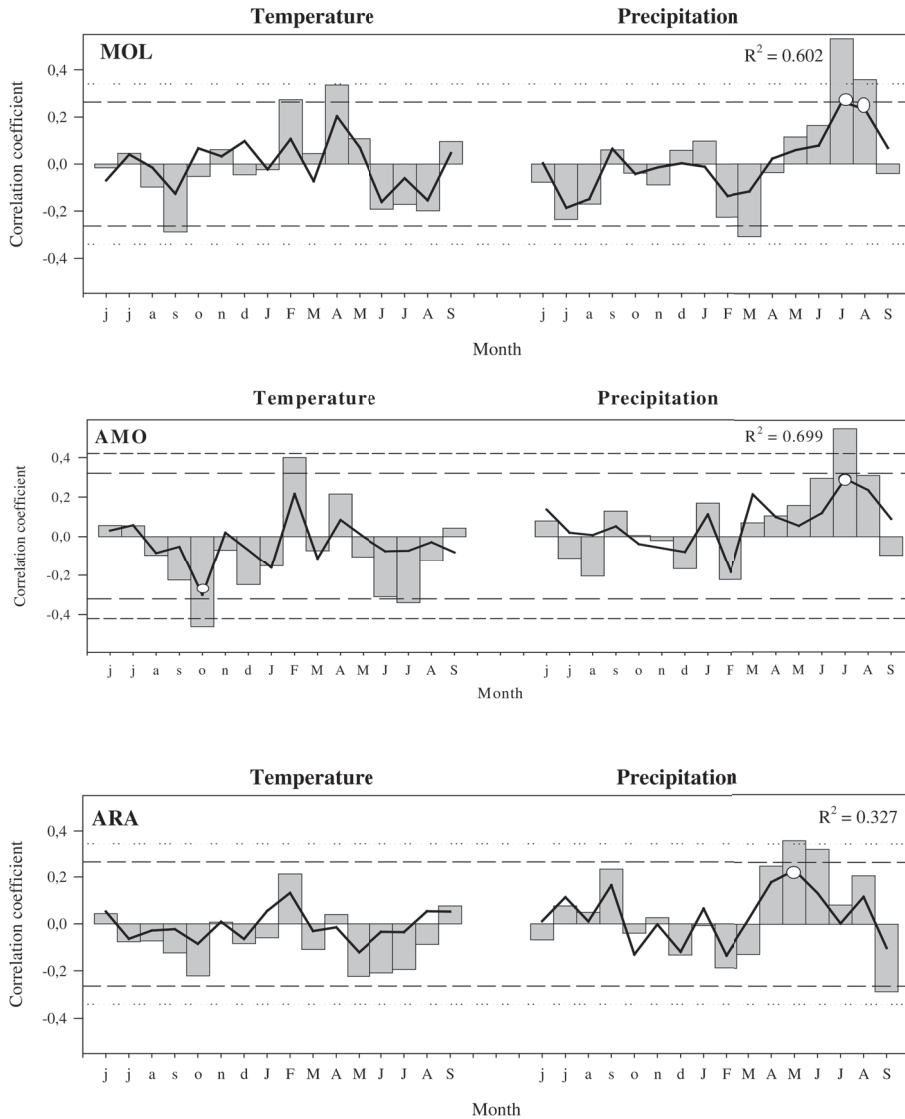 Temperature Precipitation
MOL R² = 0.602
0,4
0,2
0,0
-0,2
-0,4
Correlation coefficient
j j a s o n d J F M A M J J A S j j a s o n d J F M A M J J A S
Month
Temperature Precipitation
AMO R² = 0.699
0,4
0,2
0,0
-0,2
-0,4
Correlation coefficient
j j a s o n d J F M A M J J A S j j a s o n d J F M A M J J A S
Month
Temperature Precipitation
ARA R² = 0.327
0,4
0,2
0,0
-0,2
-0,4
Correlation coefficient
j j a s o n d J F M A M J J A S j j a s o n d J F M A M J J A S
Month